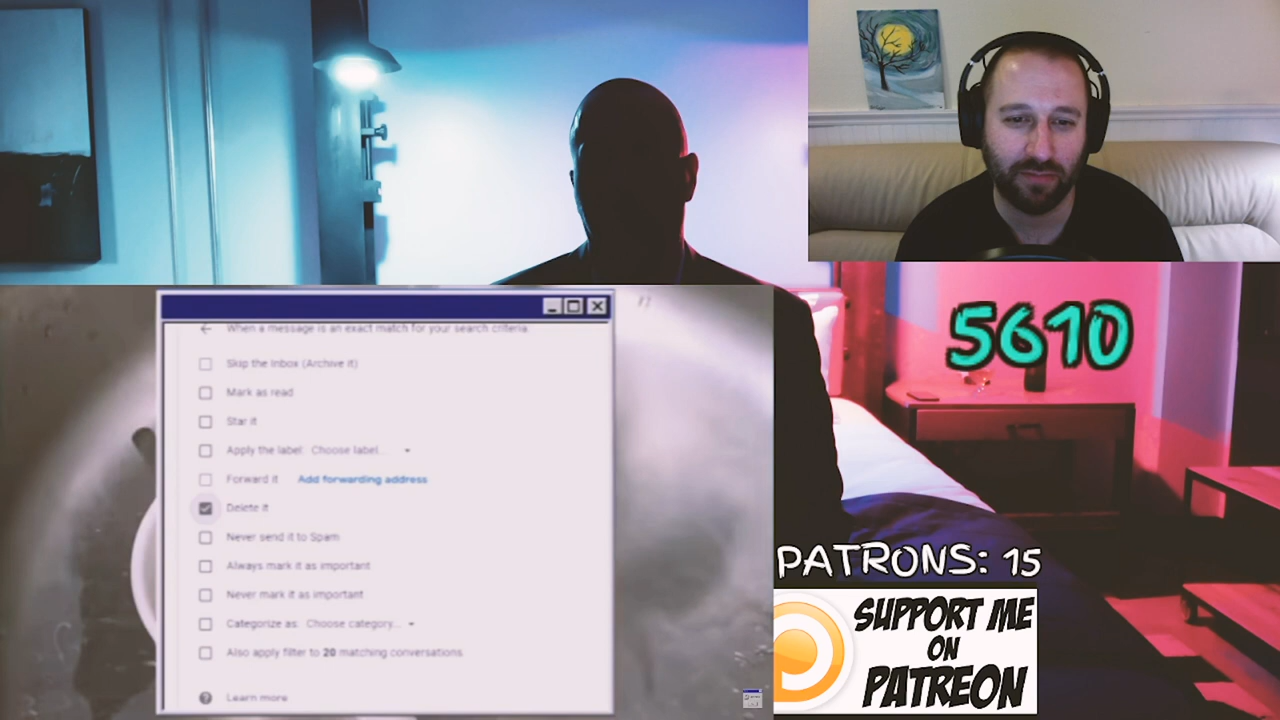 When a message is an exact match for your search criteria.
Skip the Inbox (Archive it)
Mark as read
Star it
Apply the label: Choose label...
Forward it Add forwarding address
Delete it
Never send it to Spam
Always mark it as important
Never mark it as important
Categorize as: Choose category...
Also apply filter to 20 matching conversations.
Learn more
5610
PATRONS: 15
SUPPORT ME
ON
PATREON